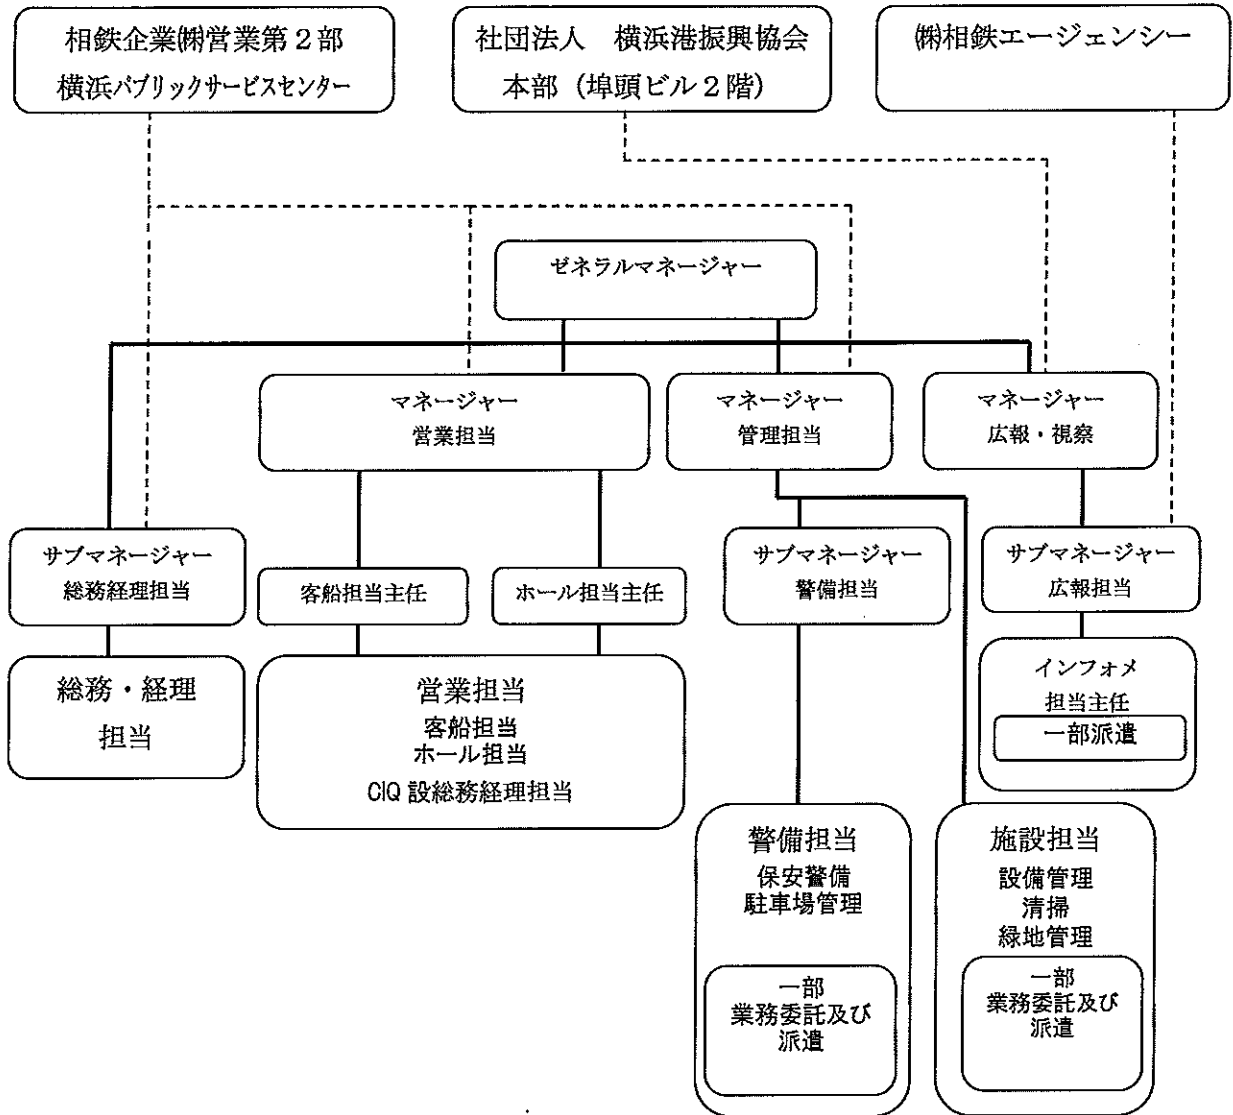 相鉄企業㈱営業第2部
横浜パブリックサービスセンター
社団法人 横浜港振興協会
本部(埠頭ビル2階)
㈱相鉄エージェンシー
ゼネラルマネージャー
マネージャー
営業担当
マネージャー
管理担当
マネージャー
広報・視察
サブマネージャー
総務経理担当
客船担当主任
ホール担当主任
サブマネージャー
警備担当
サブマネージャー
広報担当
総務・経理
担当
営業担当
客船担当
ホール担当
CIQ 設総務経理担当
インフォメ
担当主任
一部派遣
警備担当
保安警備
駐車場管理
一部
業務委託及び
派遣
施設担当
設備管理
清掃
緑地管理
一部
業務委託及び
派遣